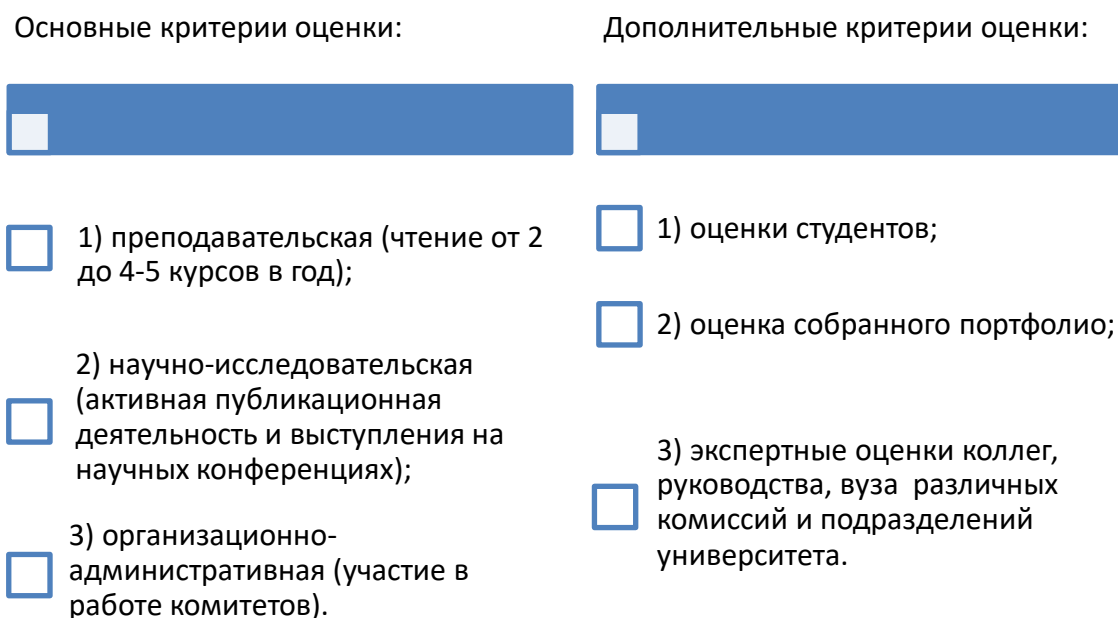 Основные критерии оценки:
1) преподавательская (чтение от 2
до 4-5 курсов в год);
2) научно-исследовательская
(активная публикационная
деятельность и выступления на
научных конференциях);
3) организационно-
административная (участие в
работе комитетов).
Дополнительные критерии оценки:
1) оценки студентов;
2) оценка собранного портфолио;
3) экспертные оценки коллег,
руководства, вуза  различных
комиссий и подразделений
университета.